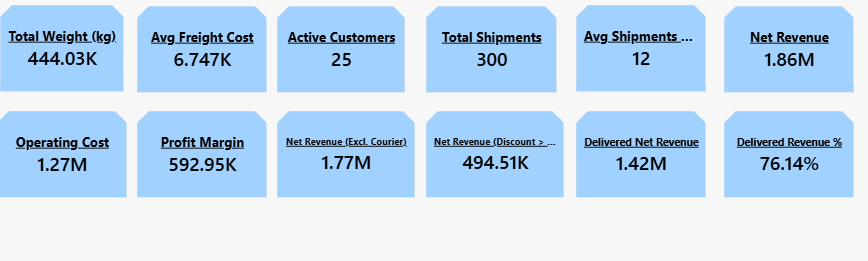 Total Weight (kg)
444.03K
Avg Freight Cost
6.747K
Active Customers
25
Total Shipments
300
Avg Shipments ...
12
Net Revenue
1.86M
Operating Cost
1.27M
Profit Margin
592.95K
Net Revenue (Excl. Courier)
1.77M
Net Revenue (Discount > ...
494.51K
Delivered Net Revenue
1.42M
Delivered Revenue %
76.14%